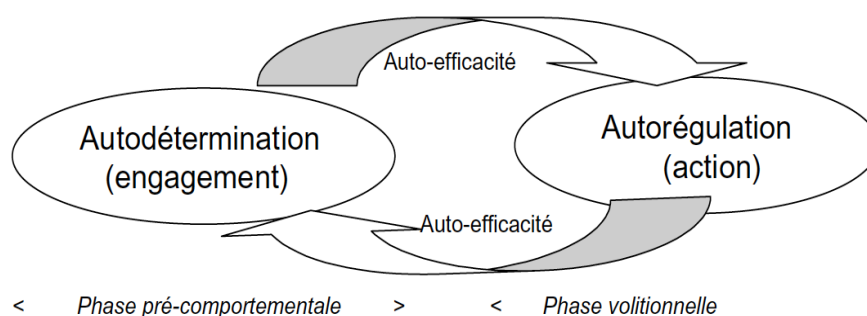 Auto-efficacité
Autodétermination
(engagement)
Autorégulation
(action)
Auto-efficacité
< Phase pré-comportementale > < Phase volitionnelle